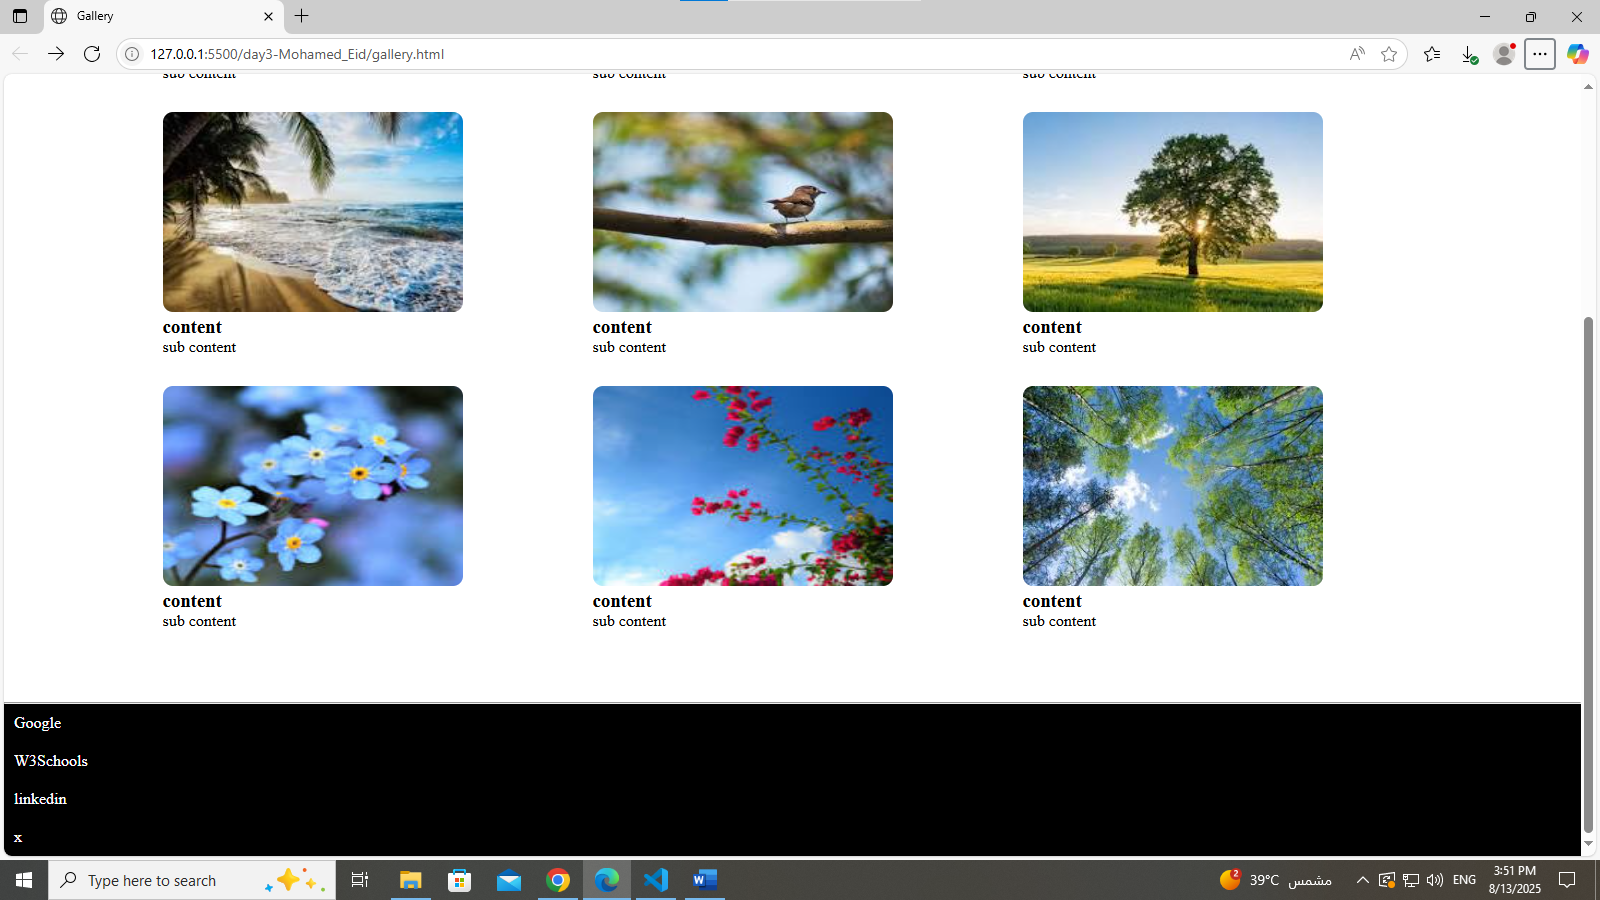 Gallery
127.0.0.1:5500/day3-Mohamed_Eid/gallery.html
sub content sub content sub content
content content content
sub content sub content sub content
content content content
sub content sub content sub content
Google
W3Schools
linkedin
x
Type here to search
2
39°C مشمس
ENG
3:51 PM
8/13/2025